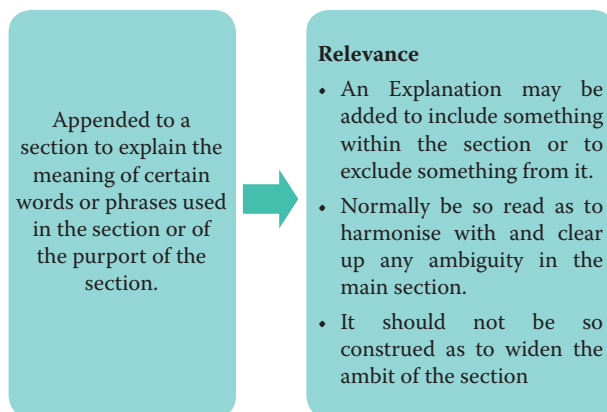 Appended to a
section to explain the
meaning of certain
words or phrases used
in the section or of
the purport of the
section.
Relevance
• An Explanation may be
added to include something
within the section or to
exclude something from it.
• Normally be so read as to
harmonise with and clear
up any ambiguity in the
main section.
• It should not be so
construed as to widen the
ambit of the section